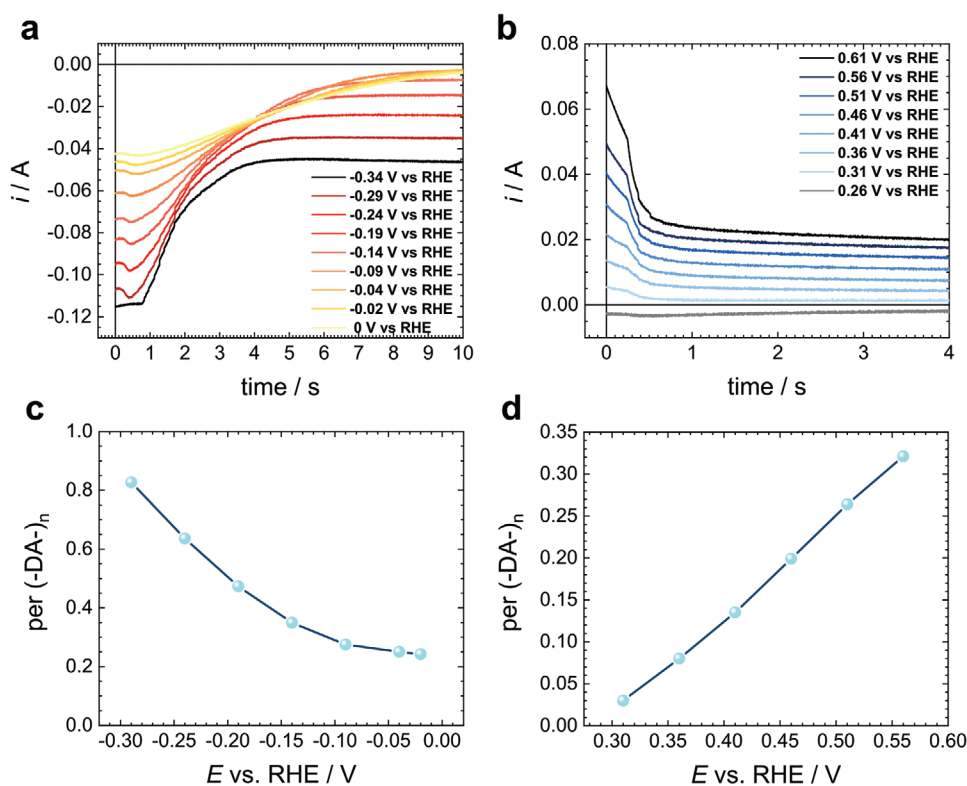 a
0.00
-0.02
-0.04
-0.06
-0.08
-0.10
-0.12
i / A
-0.34 V vs RHE
-0.29 V vs RHE
-0.24 V vs RHE
-0.19 V vs RHE
-0.14 V vs RHE
-0.09 V vs RHE
-0.04 V vs RHE
-0.02 V vs RHE
0 V vs RHE
0 1 2 3 4 5 6 7 8 9 10
time / s
b
0.08
0.06
0.04
0.02
0.00
i / A
0.61 V vs RHE
0.56 V vs RHE
0.51 V vs RHE
0.46 V vs RHE
0.41 V vs RHE
0.36 V vs RHE
0.31 V vs RHE
0.26 V vs RHE
0 1 2 3 4
time / s
c
1.0
0.8
0.6
0.4
0.2
0.0
per (-DA-)n
-0.30 -0.25 -0.20 -0.15 -0.10 -0.05 0.00
E vs. RHE / V
d
0.35
0.30
0.25
0.20
0.15
0.10
0.05
0.00
per (-DA-)n
0.30 0.35 0.40 0.45 0.50 0.55 0.60
E vs. RHE / V